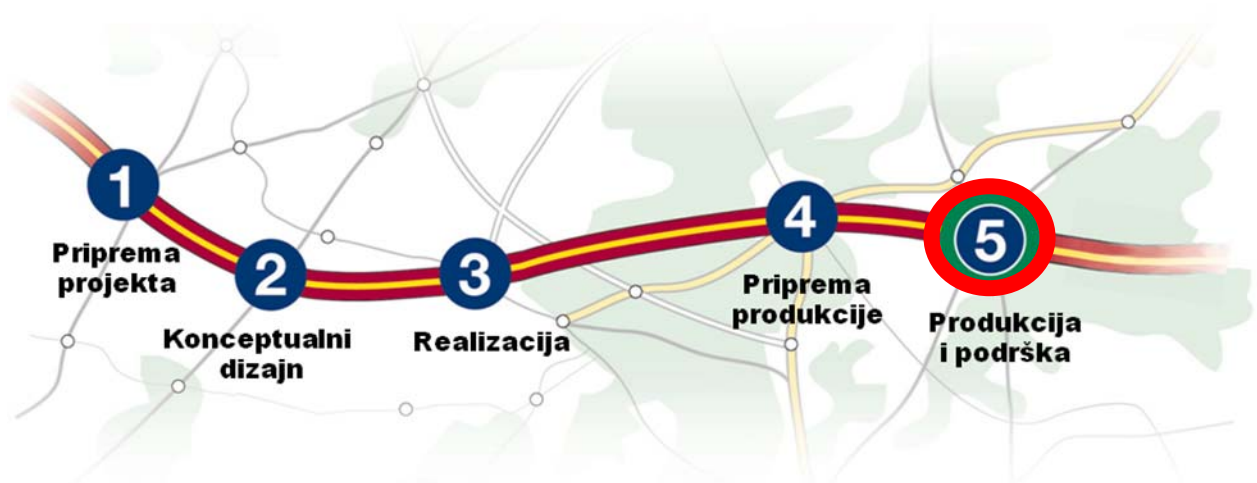 1
Priprema
projekta
2
Konceptualni
dizajn
3
Realizacija
4
Priprema
produkcije
5
Produkcija
i podrška